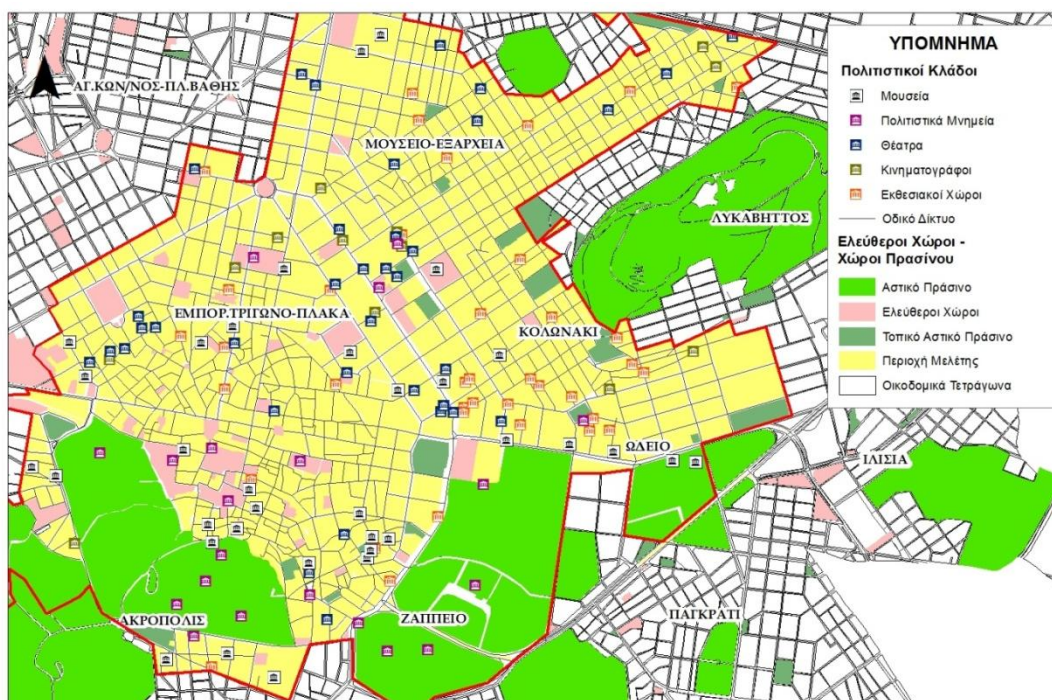 ΑΓ.ΚΩΝ/ΝΟΣ-ΠΛ.ΒΑΘΗΣ
ΜΟΥΣΕΙΟ-ΕΞΑΡΧΕΙΑ
ΛΥΚΑΒΗΤΤΟΣ
ΕΜΠΟΡ.ΤΡΙΓΩΝΟ-ΠΛΑΚΑ
ΚΟΛΩΝΑΚΙ
ΩΔΕΙΟ
ΙΛΙΣΙΑ
ΑΚΡΟΠΟΛΙΣ
ΖΑΠΠΕΙΟ
ΠΑΓΚΡΑΤΙ
ΥΠΟΜΝΗΜΑ
Πολιτιστικοί Κλάδοι
Μουσεία
Πολιτιστικά Μνημεία
Θέατρα
Κινηματογράφοι
Εκθεσιακοί Χώροι
Οδικό Δίκτυο
Ελεύθεροι Χώροι -
Χώροι Πρασίνου
Αστικό Πράσινο
Ελεύθεροι Χώροι
Τοπικό Αστικό Πράσινο
Περιοχή Μελέτης
Οικοδομικά Τετράγωνα